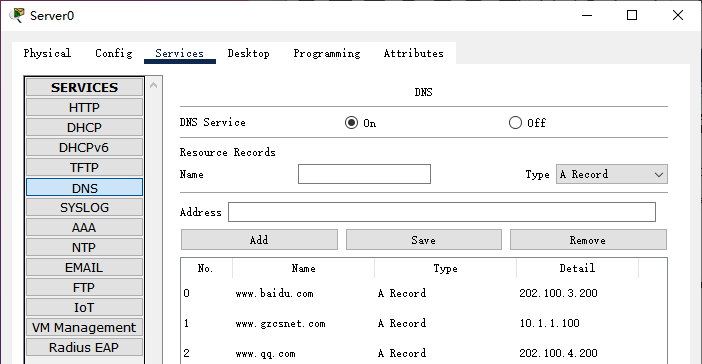 Server0
Physical Config Services Desktop Programming Attributes
SERVICES
HTTP
DHCP
DHCPv6
TFTP
DNS
SYSLOG
AAA
NTP
EMAIL
FTP
IoT
VM Management
Radius EAP
DNS
DNS Service On Off
Resource Records
Name Type A Record
Address
Add Save Remove
No. Name Type Detail
0 www.baidu.com A Record 202.100.3.200
1 www.gzcsnet.com A Record 10.1.1.100
2 www.qq.com A Record 202.100.4.200